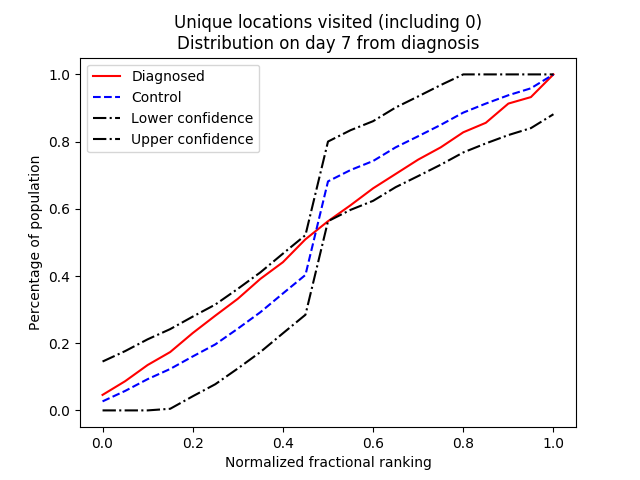 Unique locations visited (including 0)
Distribution on day 7 from diagnosis
Diagnosed
Control
Lower confidence
Upper confidence
Percentage of population
1.0
0.8
0.6
0.4
0.2
0.0
0.0 0.2 0.4 0.6 0.8 1.0
Normalized fractional ranking